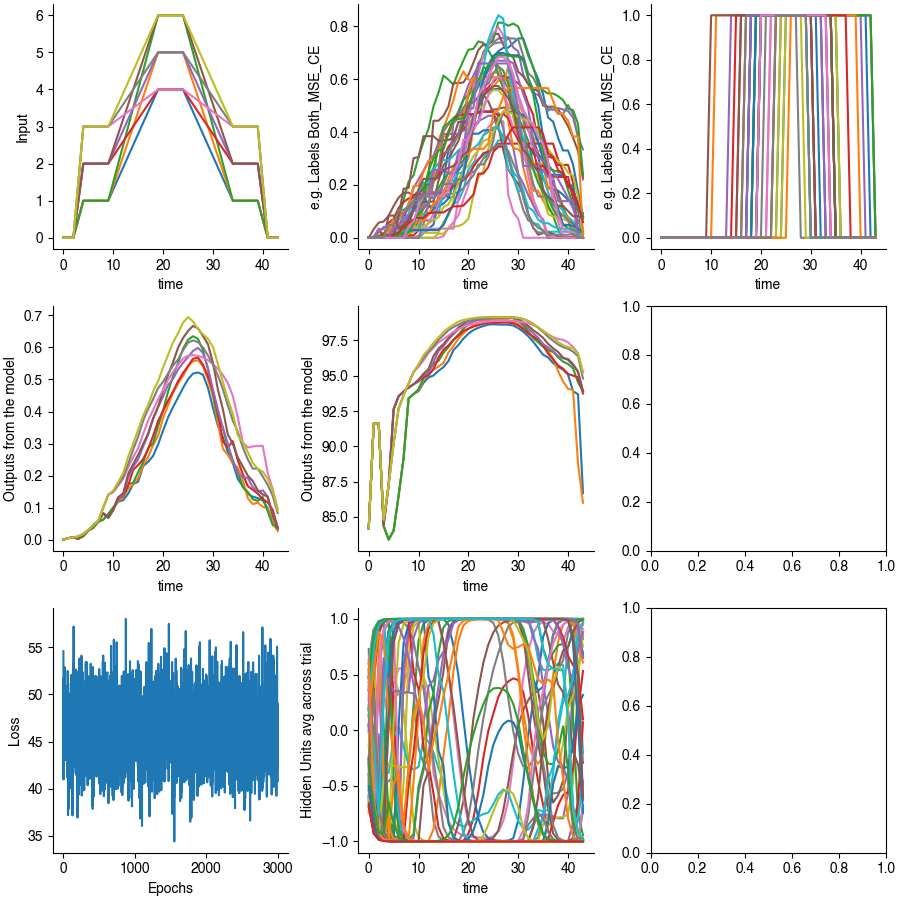 6
5
4
3
2
1
0
Input
0 10 20 30 40
time
0.8
0.6
0.4
0.2
0.0
e.g. Labels Both_MSE_CE
0 10 20 30 40
time
1.0
0.8
0.6
0.4
0.2
0.0
e.g. Labels Both_MSE_CE
0 10 20 30 40
time
0.7
0.6
0.5
0.4
0.3
0.2
0.1
0.0
Outputs from the model
0 10 20 30 40
time
97.5
95.0
92.5
90.0
87.5
85.0
Outputs from the model
0 10 20 30 40
time
1.0
0.8
0.6
0.4
0.2
0.0
0.0 0.2 0.4 0.6 0.8 1.0
55
50
45
40
35
Loss
0 1000 2000 3000
Epochs
1.0
0.5
0.0
−0.5
−1.0
Hidden Units avg across trial
0 10 20 30 40
time
1.0
0.8
0.6
0.4
0.2
0.0
0.0 0.2 0.4 0.6 0.8 1.0